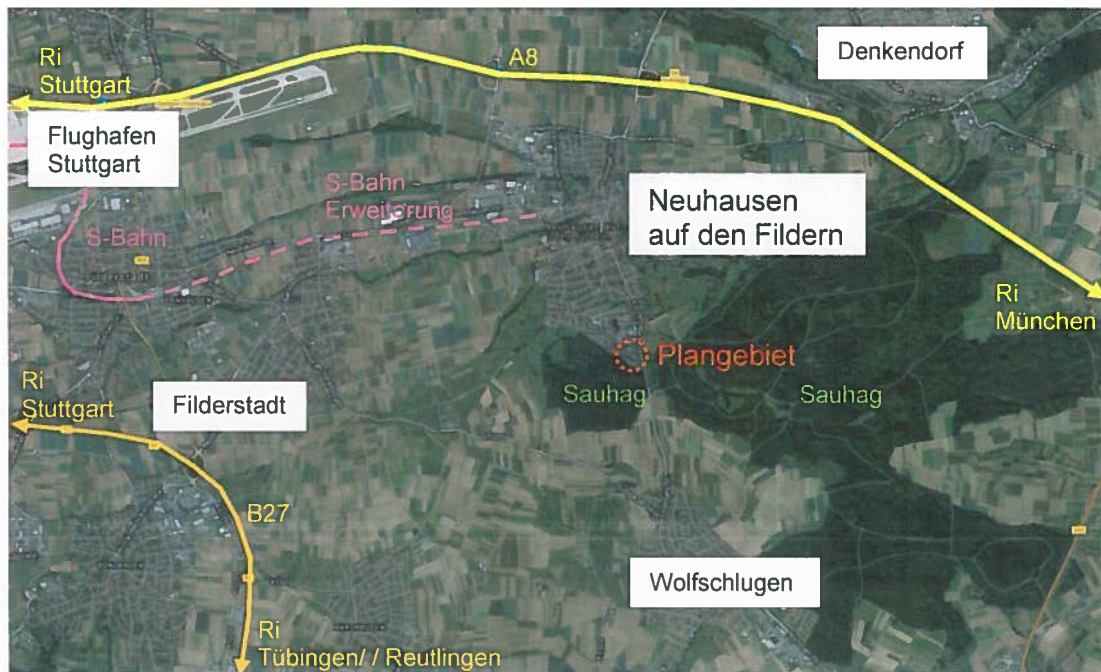 Ri
Stuttgart
A8
Denkendorf
Flughafen
Stuttgart
S-Bahn -
Erweiterung
Neuhausen
auf den Fildern
S-Bahn
Ri
München
Plangebiet
Ri
Stuttgart
Filderstadt
Sauhag
Sauhag
B27
Wolfschlugen
Ri
Tübingen/ / Reutlingen